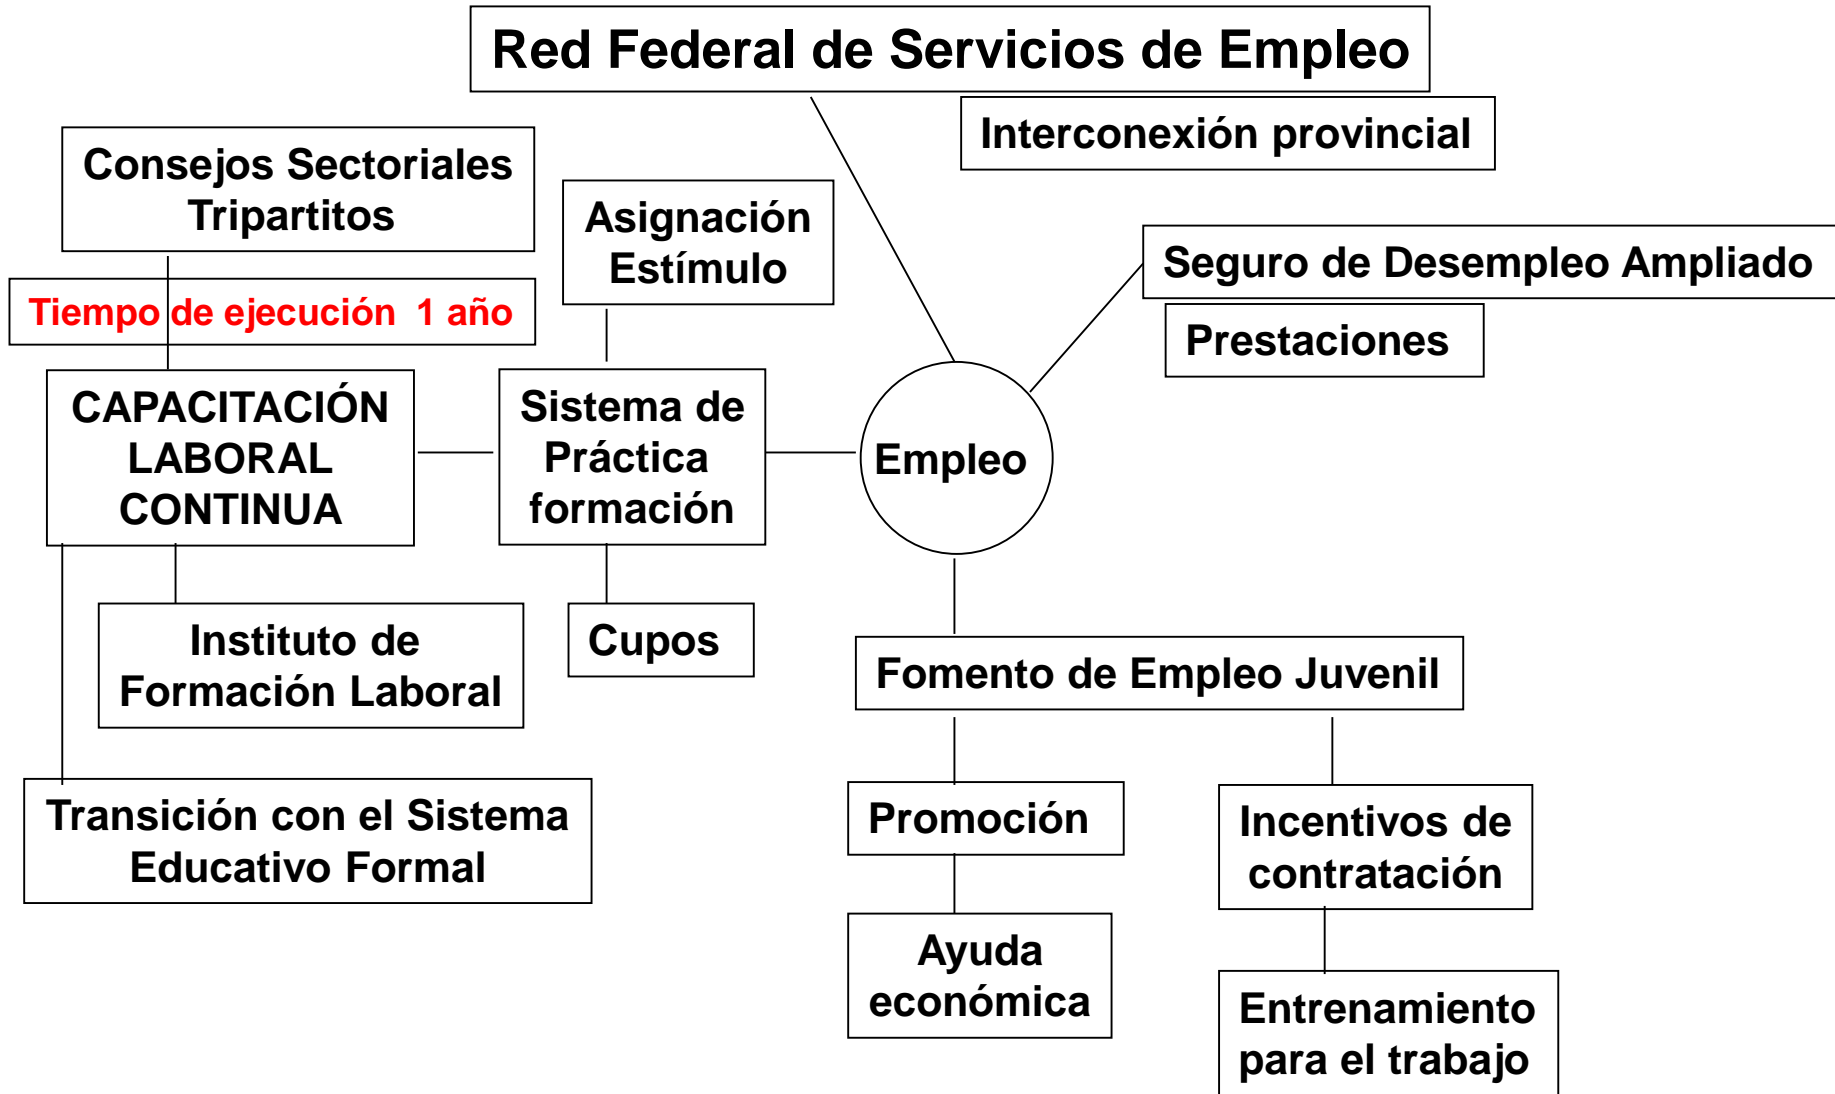 Red Federal de Servicios de Empleo
Interconexión provincial
Consejos Sectoriales
Tripartitos
Asignación
Estímulo
Seguro de Desempleo Ampliado
Tiempo de ejecución 1 año
Prestaciones
CAPACITACIÓN
LABORAL
CONTINUA
Sistema de
Práctica
formación
Empleo
Instituto de
Formación Laboral
Cupos
Fomento de Empleo Juvenil
Transición con el Sistema
Educativo Formal
Promoción
Incentivos de
contratación
Ayuda
económica
Entrenamiento
para el trabajo